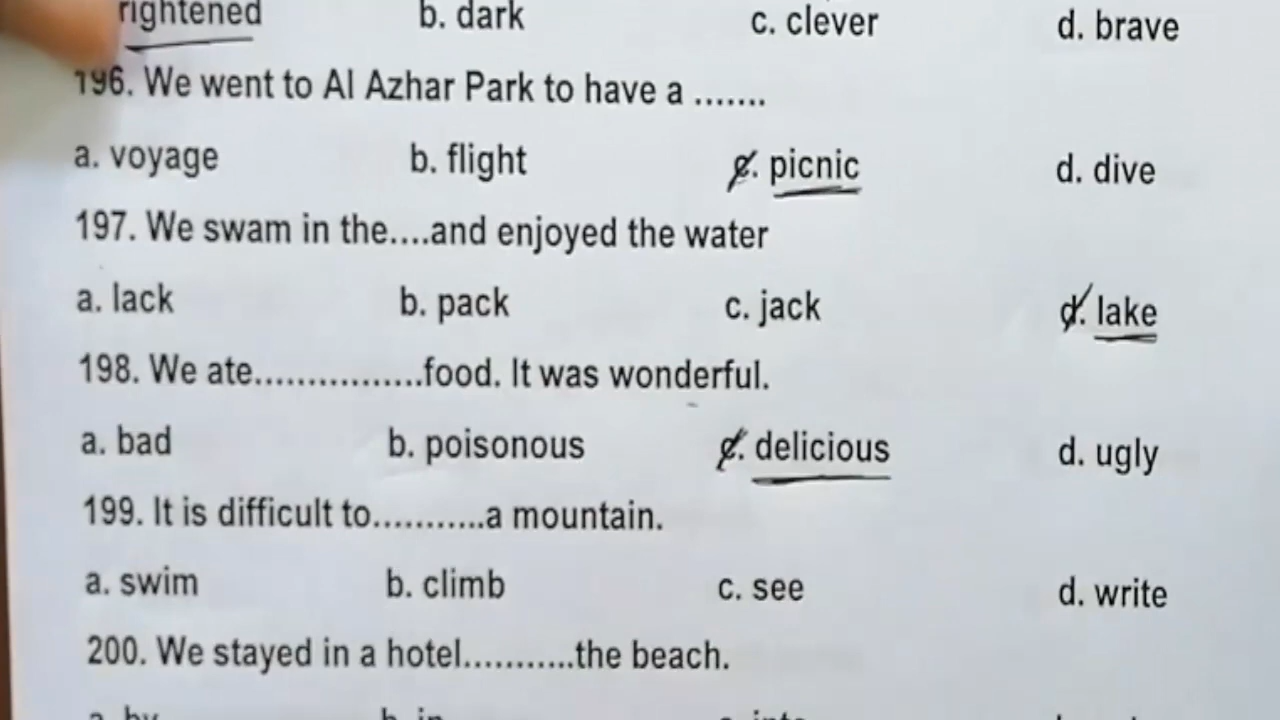 b. dark c. clever d. brave
196. We went to Al Azhar Park to have a .......
a. voyage b. flight c. picnic d. dive
197. We swam in the....and enjoyed the water
a. lack b. pack c. jack d. lake
198. We ate................food. It was wonderful.
a. bad b. poisonous c. delicious d. ugly
199. It is difficult to...........a mountain.
a. swim b. climb c. see d. write
200. We stayed in a hotel...........the beach.
a. by b. in c. into